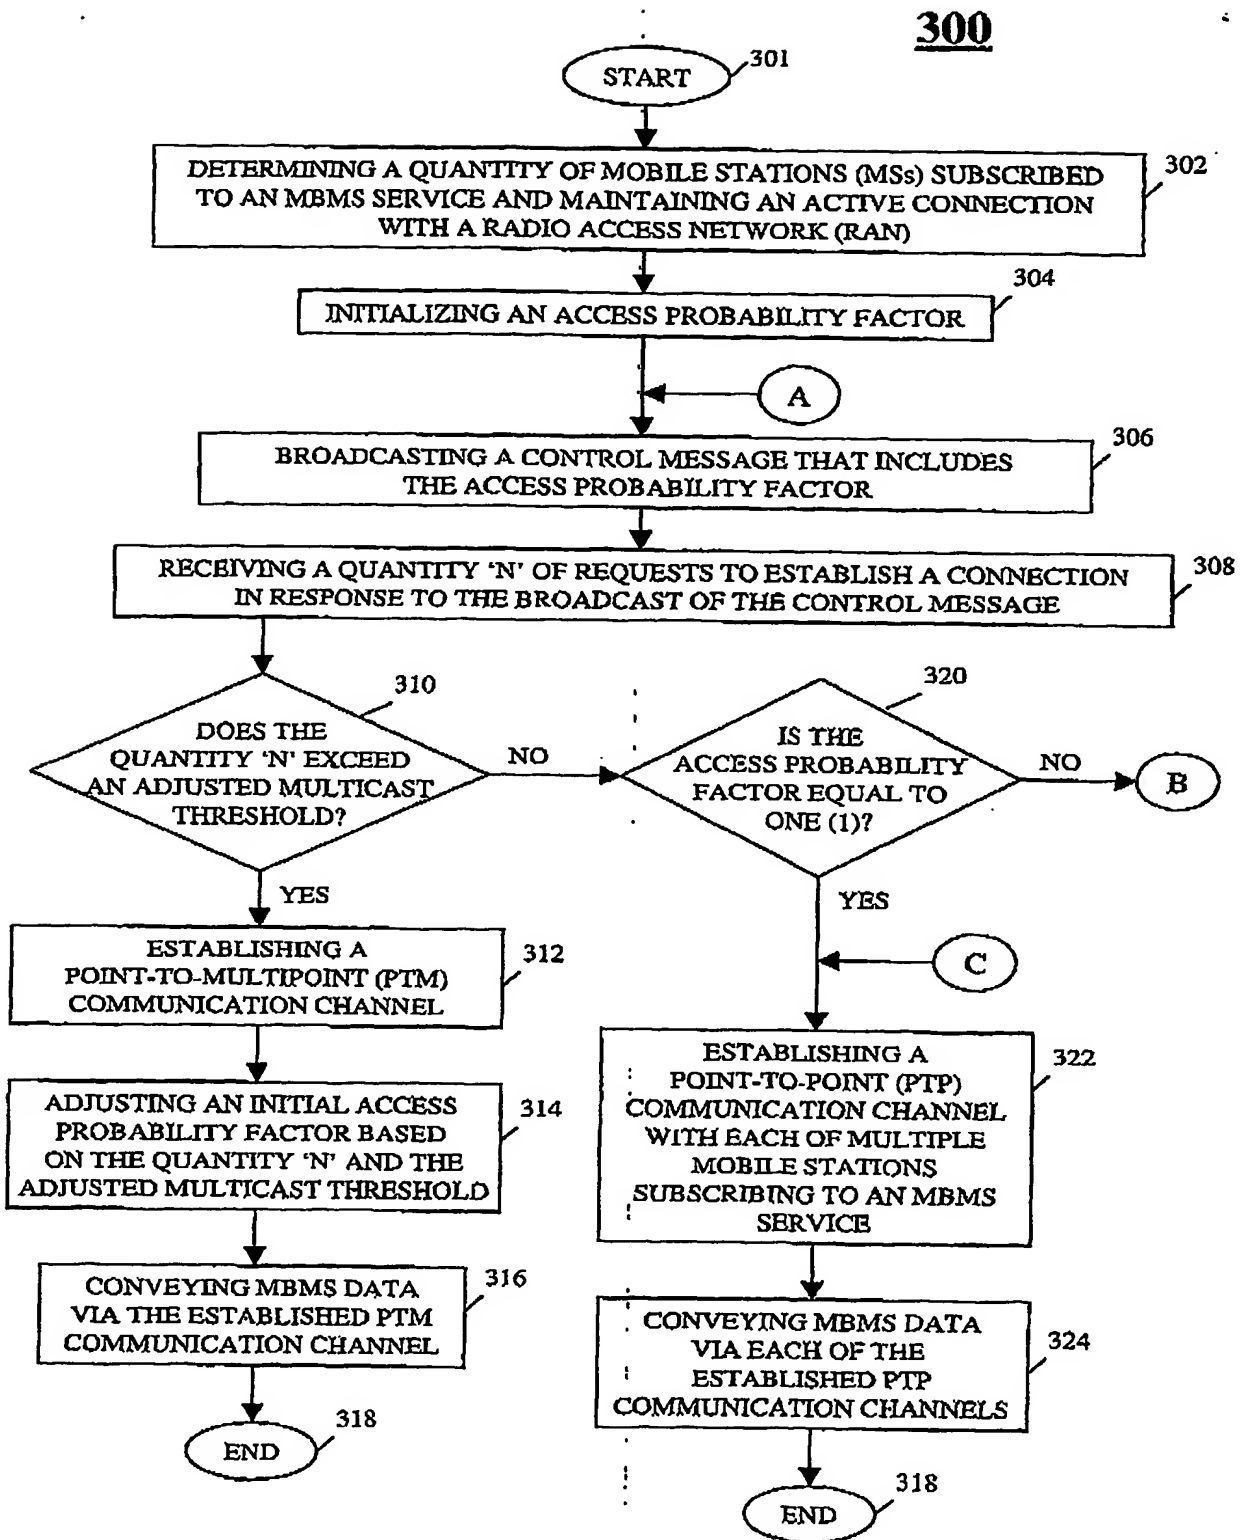 300
START
301
DETERMINING A QUANTITY OF MOBILE STATIONS (MSs) SUBSCRIBED
TO AN MBMS SERVICE AND MAINTAINING AN ACTIVE CONNECTION
WITH A RADIO ACCESS NETWORK (RAN)
302
INITIALIZING AN ACCESS PROBABILITY FACTOR
304
A
BROADCASTING A CONTROL MESSAGE THAT INCLUDES
THE ACCESS PROBABILITY FACTOR
306
RECEIVING A QUANTITY 'N' OF REQUESTS TO ESTABLISH A CONNECTION
IN RESPONSE TO THE BROADCAST OF THE CONTROL MESSAGE
308
310
DOES THE
QUANTITY 'N' EXCEED
AN ADJUSTED MULTICAST
THRESHOLD?
NO
320
IS THE
ACCESS PROBABILITY
FACTOR EQUAL TO
ONE (1)?
NO
B
YES
ESTABLISHING A
POINT-TO-MULTIPOINT (PTM)
COMMUNICATION CHANNEL
312
YES
C
ADJUSTING AN INITIAL ACCESS
PROBABILITY FACTOR BASED
ON THE QUANTITY 'N' AND THE
ADJUSTED MULTICAST THRESHOLD
314
ESTABLISHING A
POINT-TO-POINT (PTP)
COMMUNICATION CHANNEL
WITH EACH OF MULTIPLE
MOBILE STATIONS
SUBSCRIBING TO AN MBMS
SERVICE
322
CONVEYING MBMS DATA
VIA THE ESTABLISHED PTM
COMMUNICATION CHANNEL
316
CONVEYING MBMS DATA
VIA EACH OF THE
ESTABLISHED PTP
COMMUNICATION CHANNELS
324
END
318
END
318